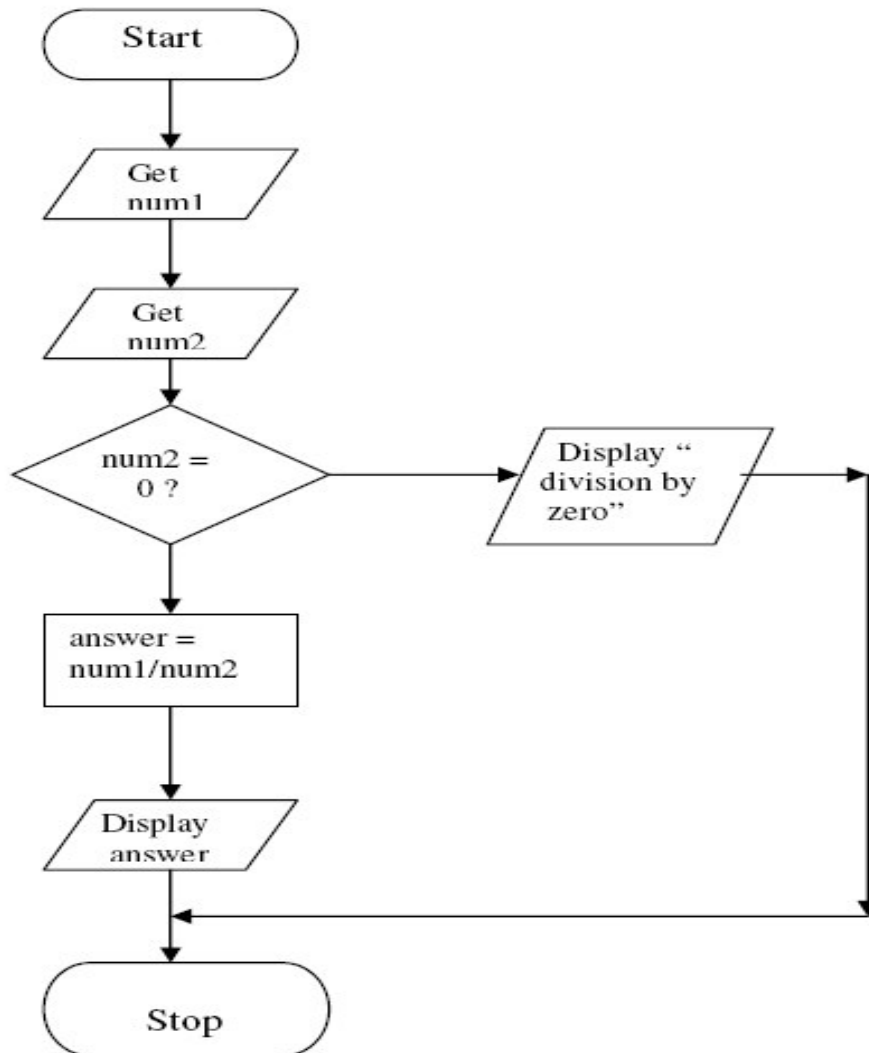 Start
Get
num1
Get
num2
num2 =
0 ?
Display “
division by
zero”
answer =
num1/num2
Display
answer
Stop